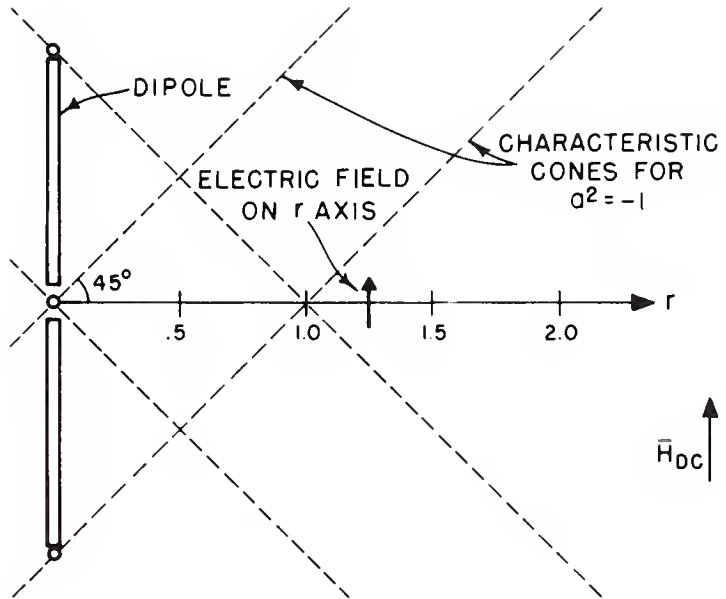 DIPOLE
CHARACTERISTIC
CONES FOR
a² = -1
ELECTRIC FIELD
ON r AXIS
45°
r
.5
1.0
1.5
2.0
H̅DC